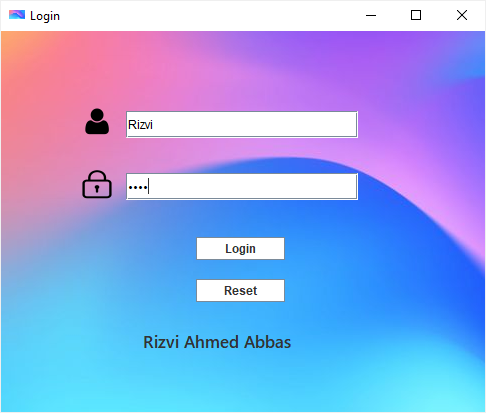 Login
Rizvi
••••
Login
Reset
Rizvi Ahmed Abbas